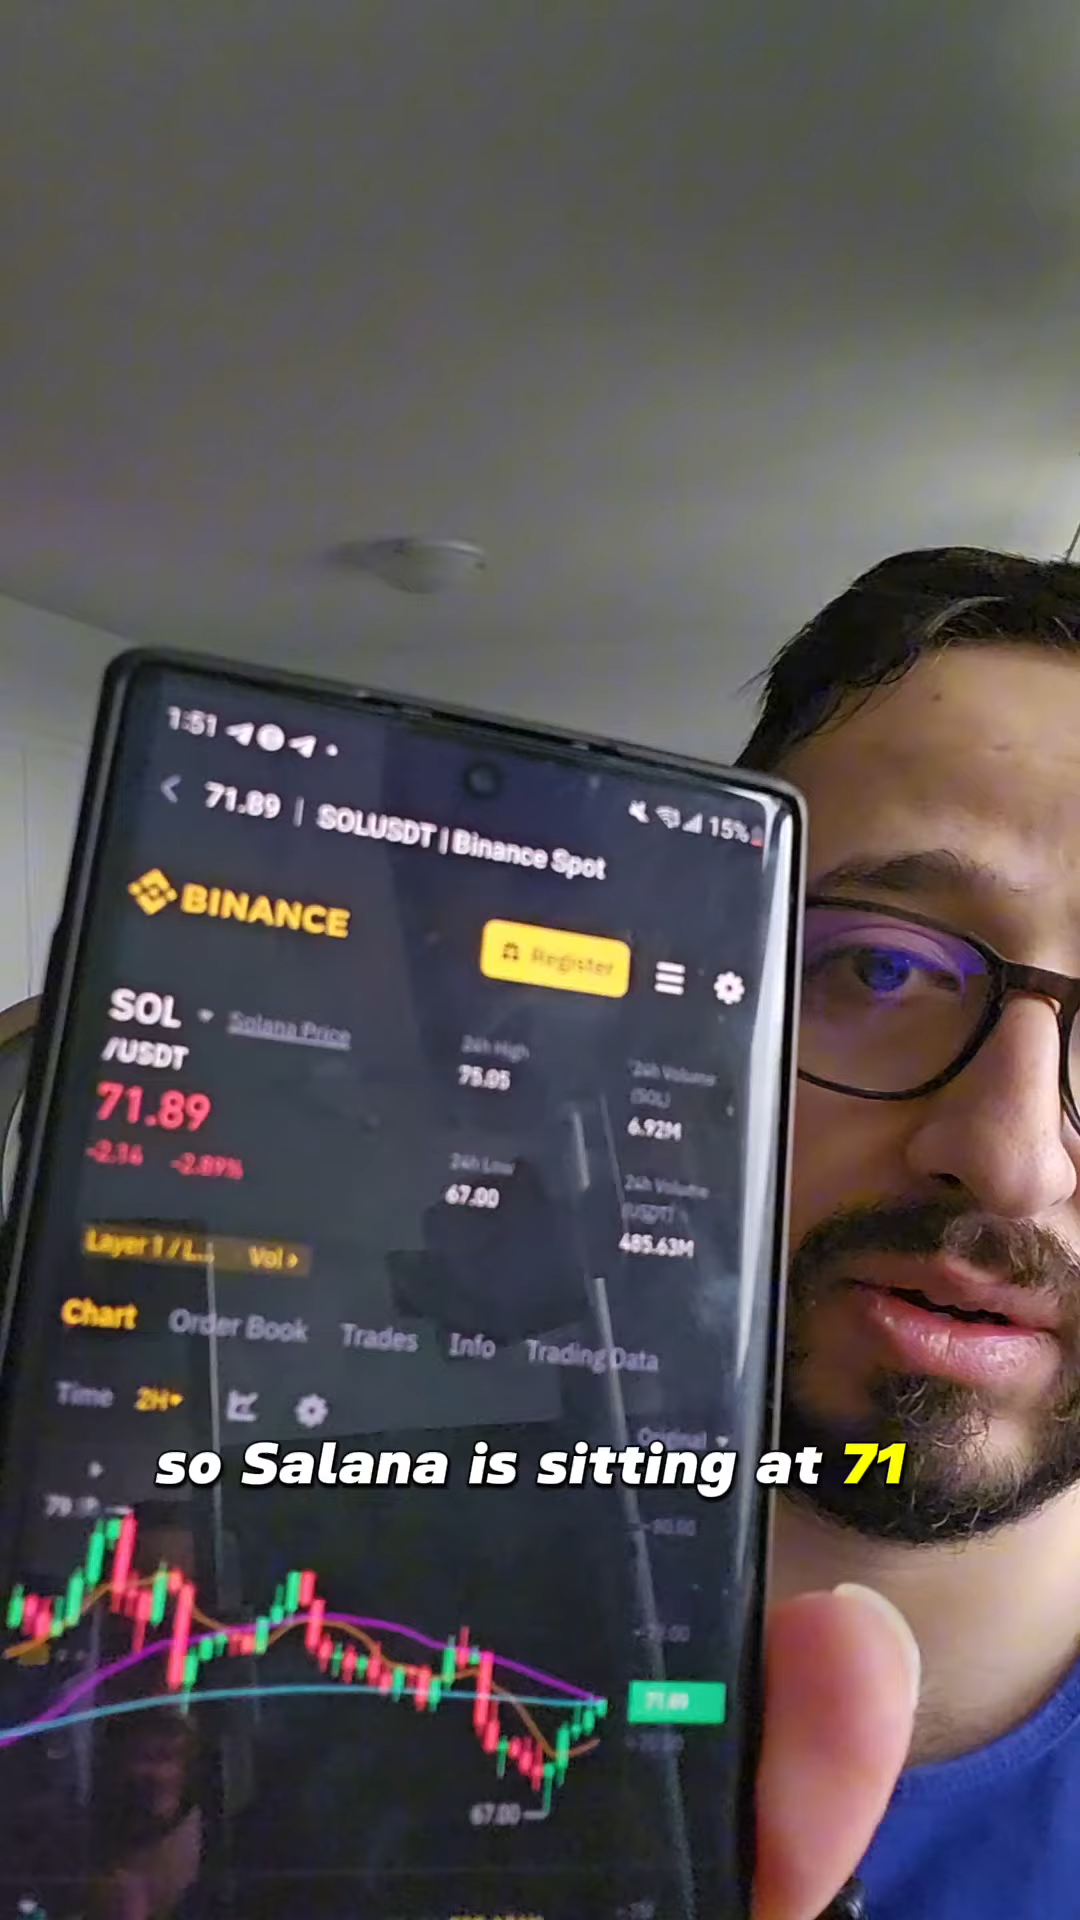 1:51
15%
71.89 | SOLUSDT | Binance Spot
BINANCE
Register
SOL
Solana Price
/USDT
71.89
-2.14 -2.89%
24h High
75.05
24h Volume
(SOL)
6.92M
24h Low
67.00
24h Volume
(USDT)
485.63M
Layer 1 / L... Vol
Chart Order Book Trades Info Trading Data
Time 2H
Original
so Salana is sitting at 71
71.89
67.00